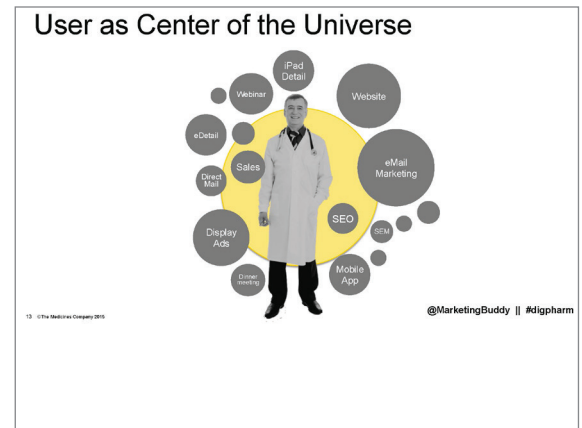 User as Center of the Universe
iPad
Detail
Webinar
Website
eDetail
Sales
eMail
Marketing
Direct
Mail
SEO
Display
Ads
SEM
Mobile
App
Dinner
meeting
@MarketingBuddy || #digpharm
13 ©The Medicines Company 2015